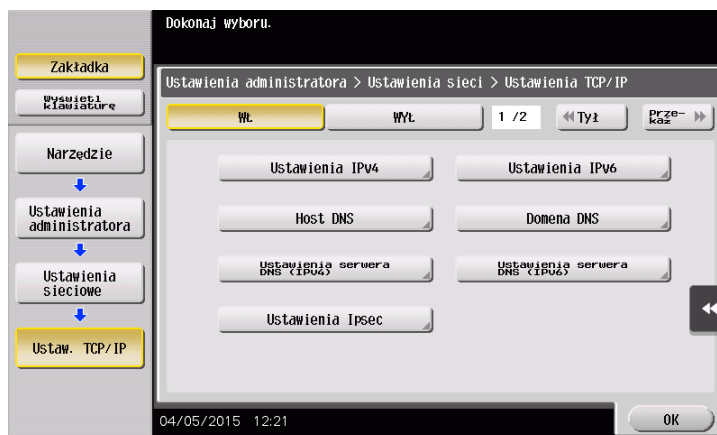 Dokonaj wyboru.
Zakładka
Wyświetl
klawiaturę
Ustawienia administratora > Ustawienia sieci > Ustawienia TCP/IP
WŁ
WYŁ
1 /2
Tył
Prze-
każ
Narzędzie
Ustawienia
administratora
Ustawienia
sieciowe
Ustaw. TCP/IP
Ustawienia IPv4
Ustawienia IPv6
Host DNS
Domena DNS
Ustawienia serwera
DNS (IPv4)
Ustawienia serwera
DNS (IPv6)
Ustawienia Ipsec
04/05/2015 12:21
OK